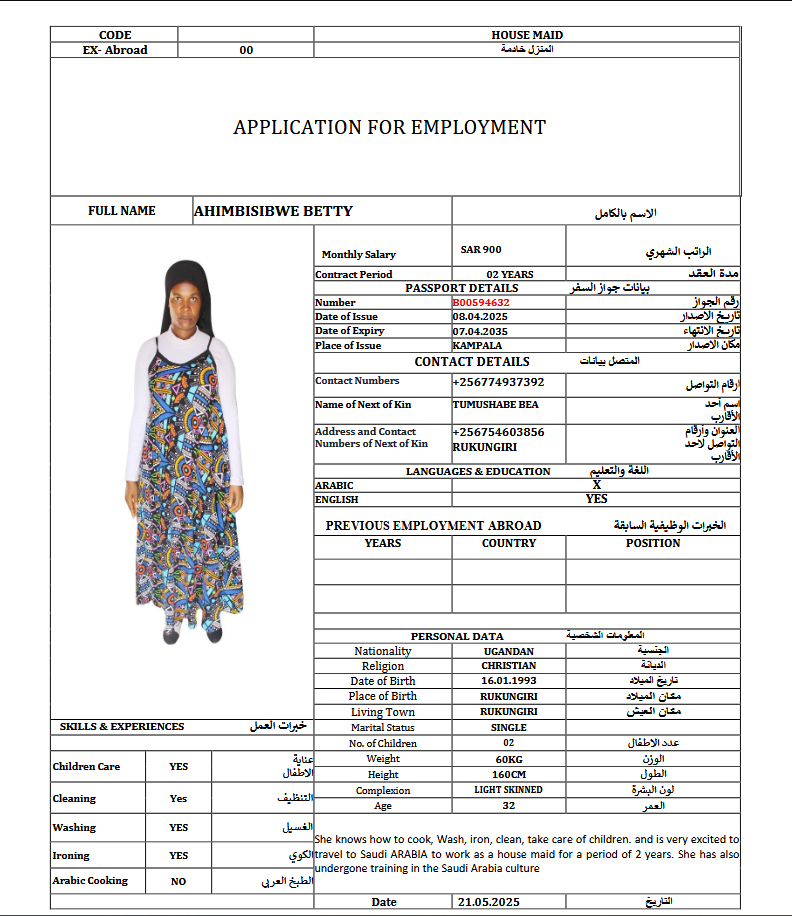 CODE HOUSE MAID
EX- Abroad 00 المنزل خادمة
APPLICATION FOR EMPLOYMENT
FULL NAME AHIMBISIBWE BETTY الاسم بالكامل
Monthly Salary SAR 900 الراتب الشهري
Contract Period 02 YEARS مدة العقد
PASSPORT DETAILS بيانات جواز السفر
Number B00594632 رقم الجواز
Date of Issue 08.04.2025 تاريخ الاصدار
Date of Expiry 07.04.2035 تاريخ الانتهاء
Place of Issue KAMPALA مكان الاصدار
CONTACT DETAILS المتصل بيانات
Contact Numbers +256774937392 ارقام التواصل
Name of Next of Kin TUMUSHABE BEA اسم أحد
الأقارب
Address and Contact +256754603856 العنوان وأرقام
Numbers of Next of Kin RUKUNGIRI التواصل لاحد
الأقارب
LANGUAGES & EDUCATION اللغة والتعليم
ARABIC X
ENGLISH YES
PREVIOUS EMPLOYMENT ABROAD الخبرات الوظيفية السابقة
YEARS COUNTRY POSITION
PERSONAL DATA المعلومات الشخصية
Nationality UGANDAN الجنسية
Religion CHRISTIAN الديانة
Date of Birth 16.01.1993 تاريخ الميلاد
Place of Birth RUKUNGIRI مكان الميلاد
Living Town RUKUNGIRI مكان العيش
Marital Status SINGLE
No. of Children 02 عدد الاطفال
Weight 60KG الوزن
Height 160CM الطول
Complexion LIGHT SKINNED لون البشرة
Age 32 العمر
SKILLS & EXPERIENCES خبرات العمل
Children Care YES عناية
الاطفال
Cleaning Yes التنظيف
Washing YES الغسيل
Ironing YES الكوي
Arabic Cooking NO الطبخ العربي
She knows how to cook, Wash, iron, clean, take care of children. and is very excited to
travel to Saudi ARABIA to work as a house maid for a period of 2 years. She has also
undergone training in the Saudi Arabia culture
Date 21.05.2025 التاريخ